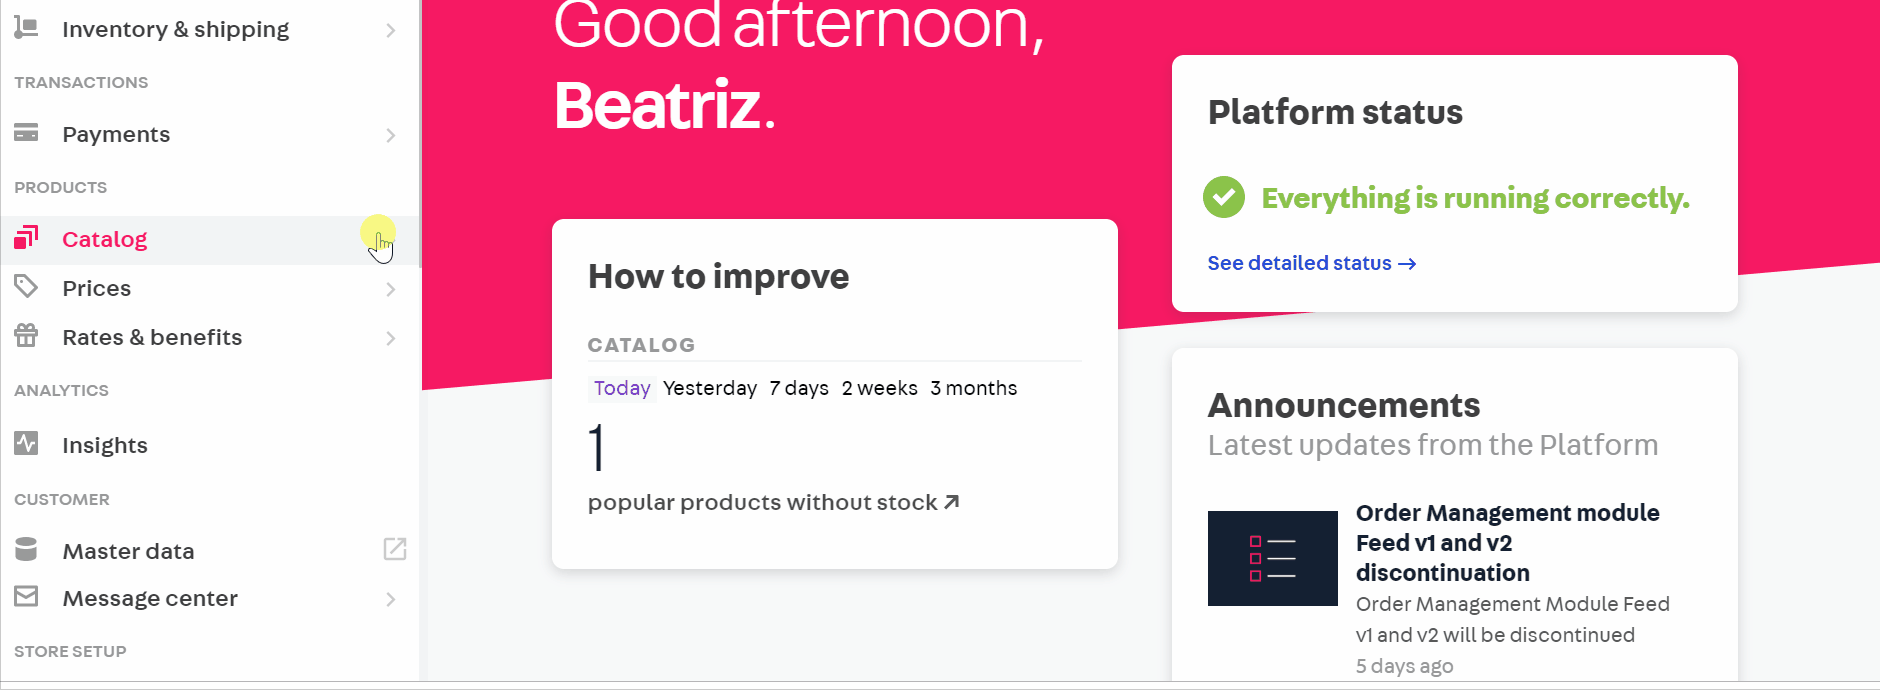 Inventory & shipping
TRANSACTIONS
Payments
PRODUCTS
Catalog
Prices
Rates & benefits
ANALYTICS
Insights
CUSTOMER
Master data
Message center
STORE SETUP
Good afternoon,
Beatriz.
How to improve
CATALOG
Today Yesterday 7 days 2 weeks 3 months
1
popular products without stock
Platform status
Everything is running correctly.
See detailed status →
Announcements
Latest updates from the Platform
Order Management module
Feed v1 and v2
discontinuation
Order Management Module Feed
v1 and v2 will be discontinued
5 days ago